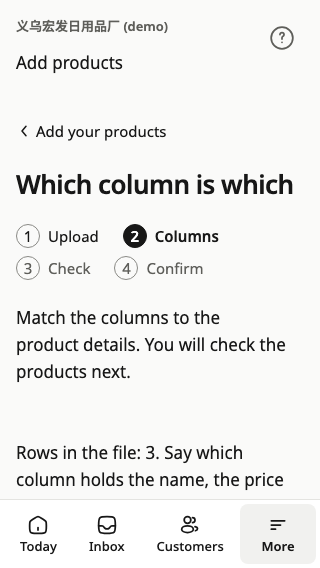 义乌宏发日用品厂 (demo)
Add products
Add your products
Which column is which
1 Upload 2 Columns
3 Check 4 Confirm
Match the columns to the
product details. You will check the
products next.
Rows in the file: 3. Say which
column holds the name, the price
Today Inbox Customers More